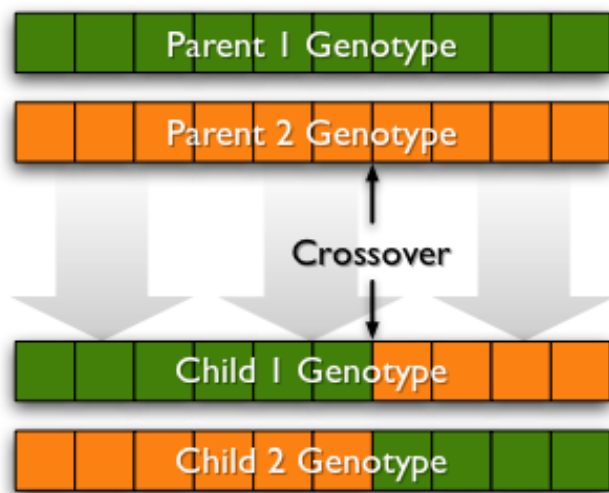 Parent 1 Genotype
Parent 2 Genotype
Crossover
Child 1 Genotype
Child 2 Genotype